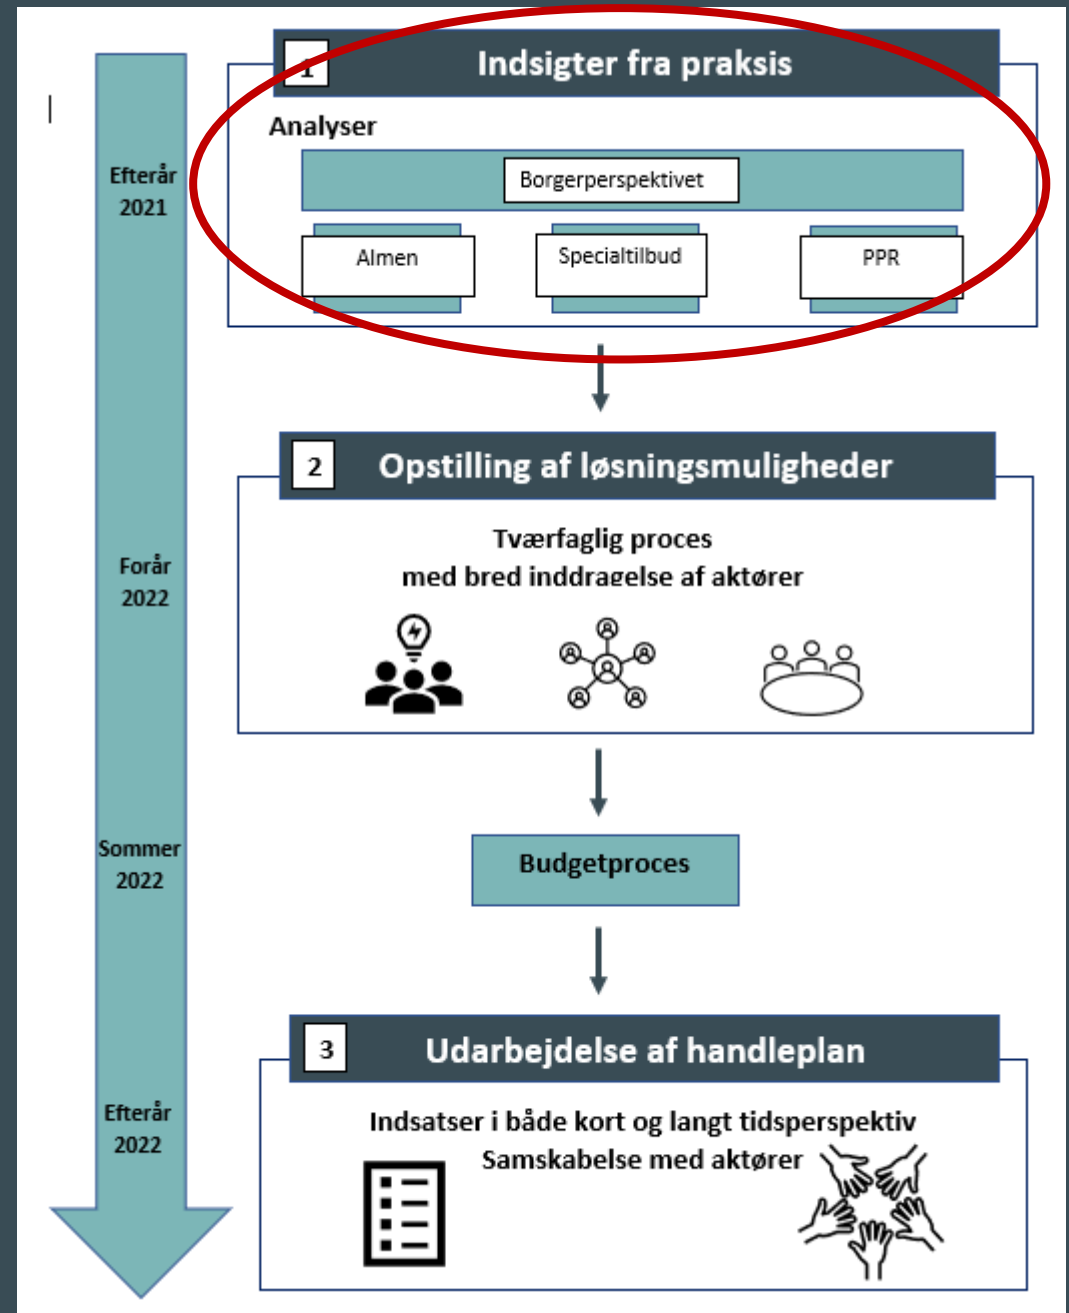 1
Indsigter fra praksis
Analyser
Borgerperspektivet
Almen
Specialtilbud
PPR
Efterår
2021
2
Opstilling af løsningsmuligheder
Tværfaglig proces
med bred inddragelse af aktører
Forår
2022
Sommer
2022
Budgetproces
3
Udarbejdelse af handleplan
Indsatser i både kort og langt tidsperspektiv
Samskabelse med aktører
Efterår
2022